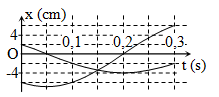 x (cm)
4
O 0,1 0,2 0,3
-4 t (s)